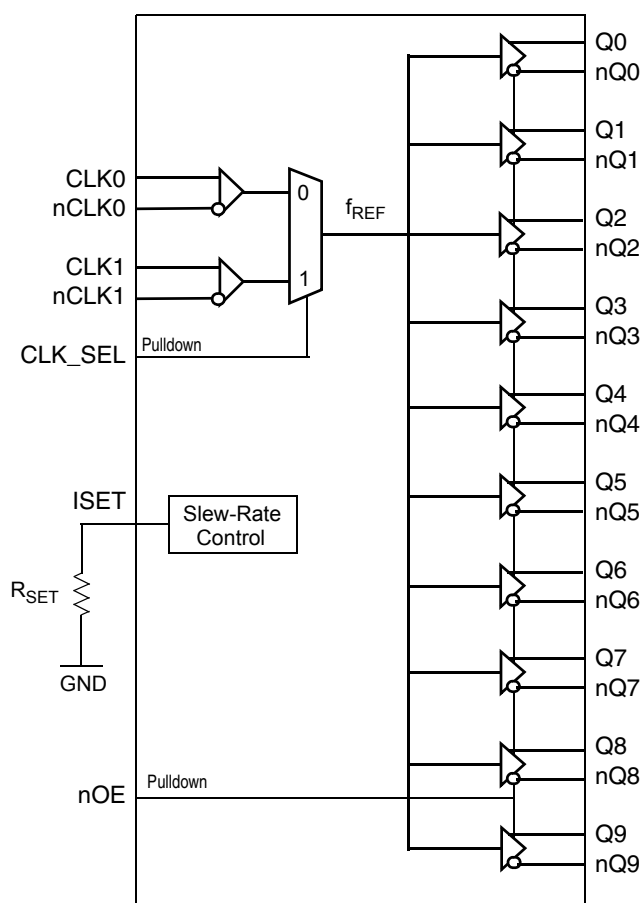 CLK0
nCLK0
CLK1
nCLK1
CLK_SEL
Pulldown
0
1
fREF
ISET
Slew-Rate
Control
RSET
GND
nOE
Pulldown
Q0
nQ0
Q1
nQ1
Q2
nQ2
Q3
nQ3
Q4
nQ4
Q5
nQ5
Q6
nQ6
Q7
nQ7
Q8
nQ8
Q9
nQ9